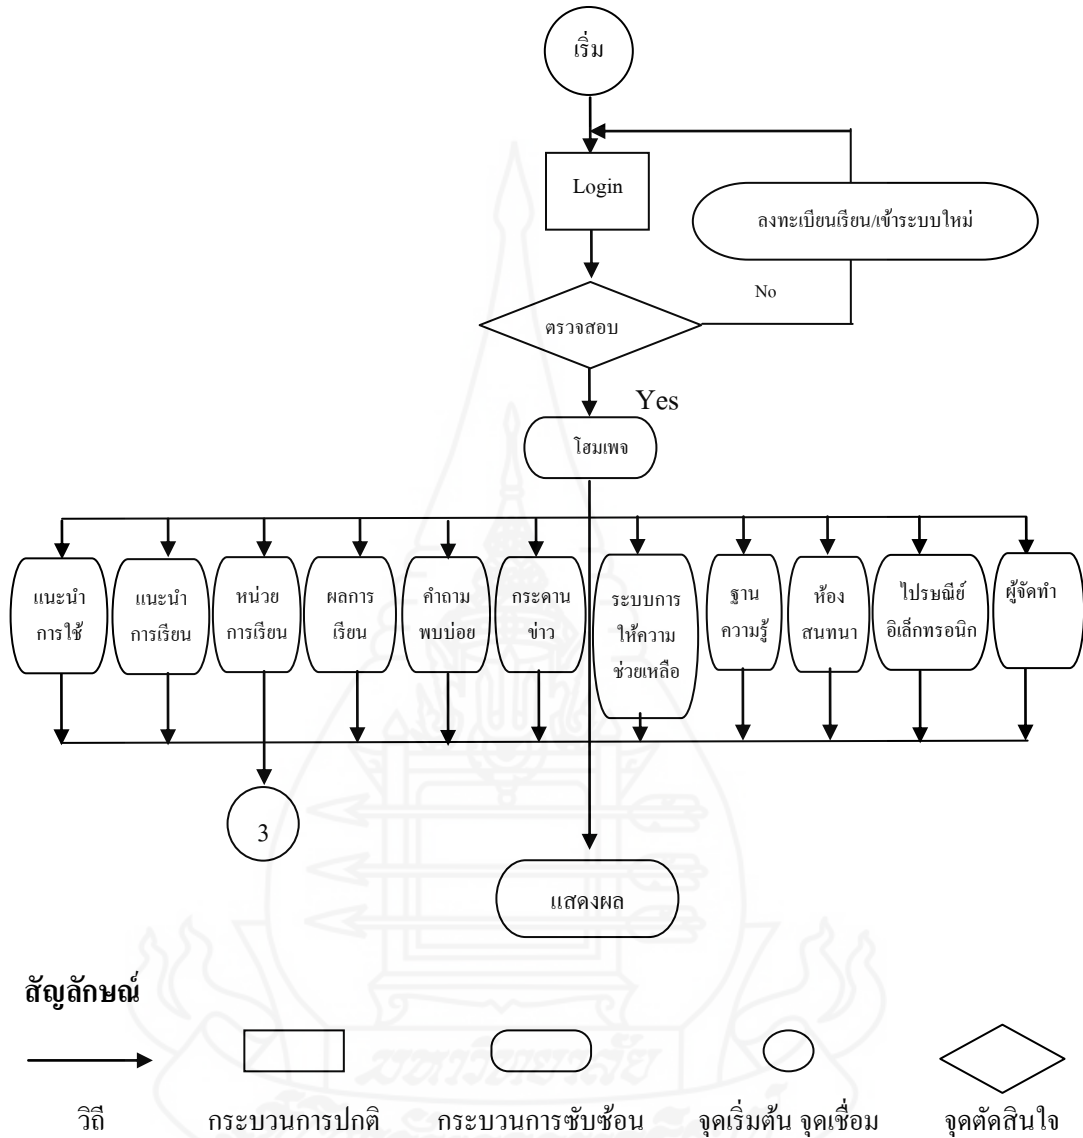 เริ่ม
Login
ลงทะเบียนเรียน/เข้าระบบใหม่
No
ตรวจสอบ
Yes
โฮมเพจ
แนะนำ
การใช้
แนะนำ
การเรียน
หน่วย
การเรียน
ผลการ
เรียน
คำถาม
พบบ่อย
กระดาน
ข่าว
ระบบการ
ให้ความ
ช่วยเหลือ
ฐาน
ความรู้
ห้อง
สนทนา
ไปรษณีย์
อิเล็กทรอนิก
ผู้จัดทำ
3
แสดงผล
สัญลักษณ์
วิถี
กระบวนการปกติ
กระบวนการซับซ้อน
จุดเริ่มต้น จุดเชื่อม
จุดตัดสินใจ